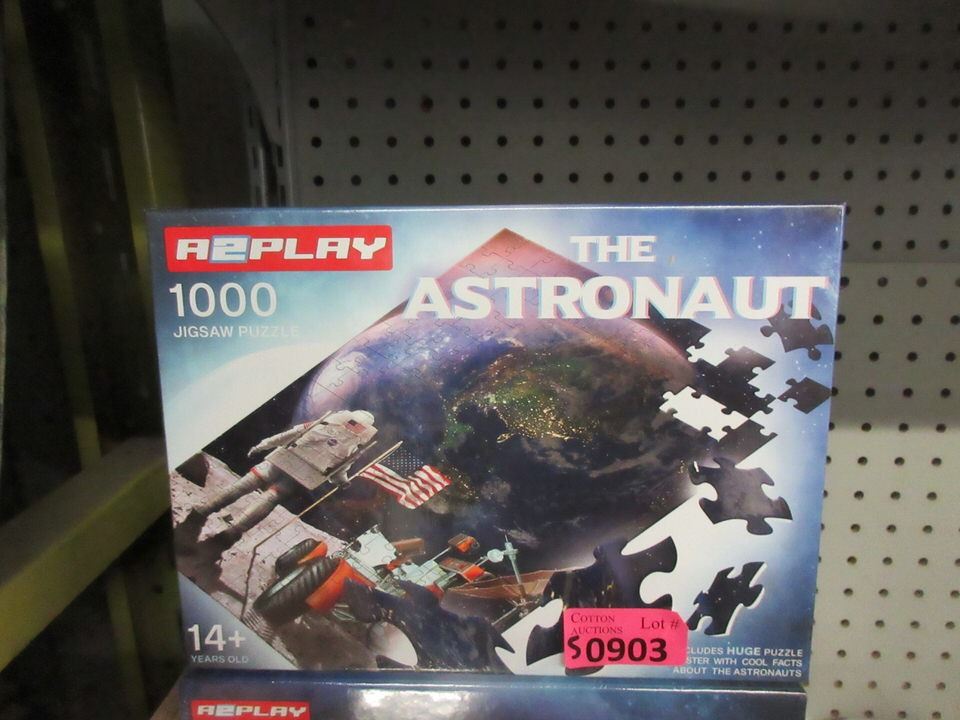 A2PLAY
1000
JIGSAW PUZZLE
THE
ASTRONAUT
14+
YEARS OLD
COTTON
AUCTIONS
Lot #
S0903
CLUDES HUGE PUZZLE
STER WITH COOL FACTS
ABOUT THE ASTRONAUTS
A2PLAY